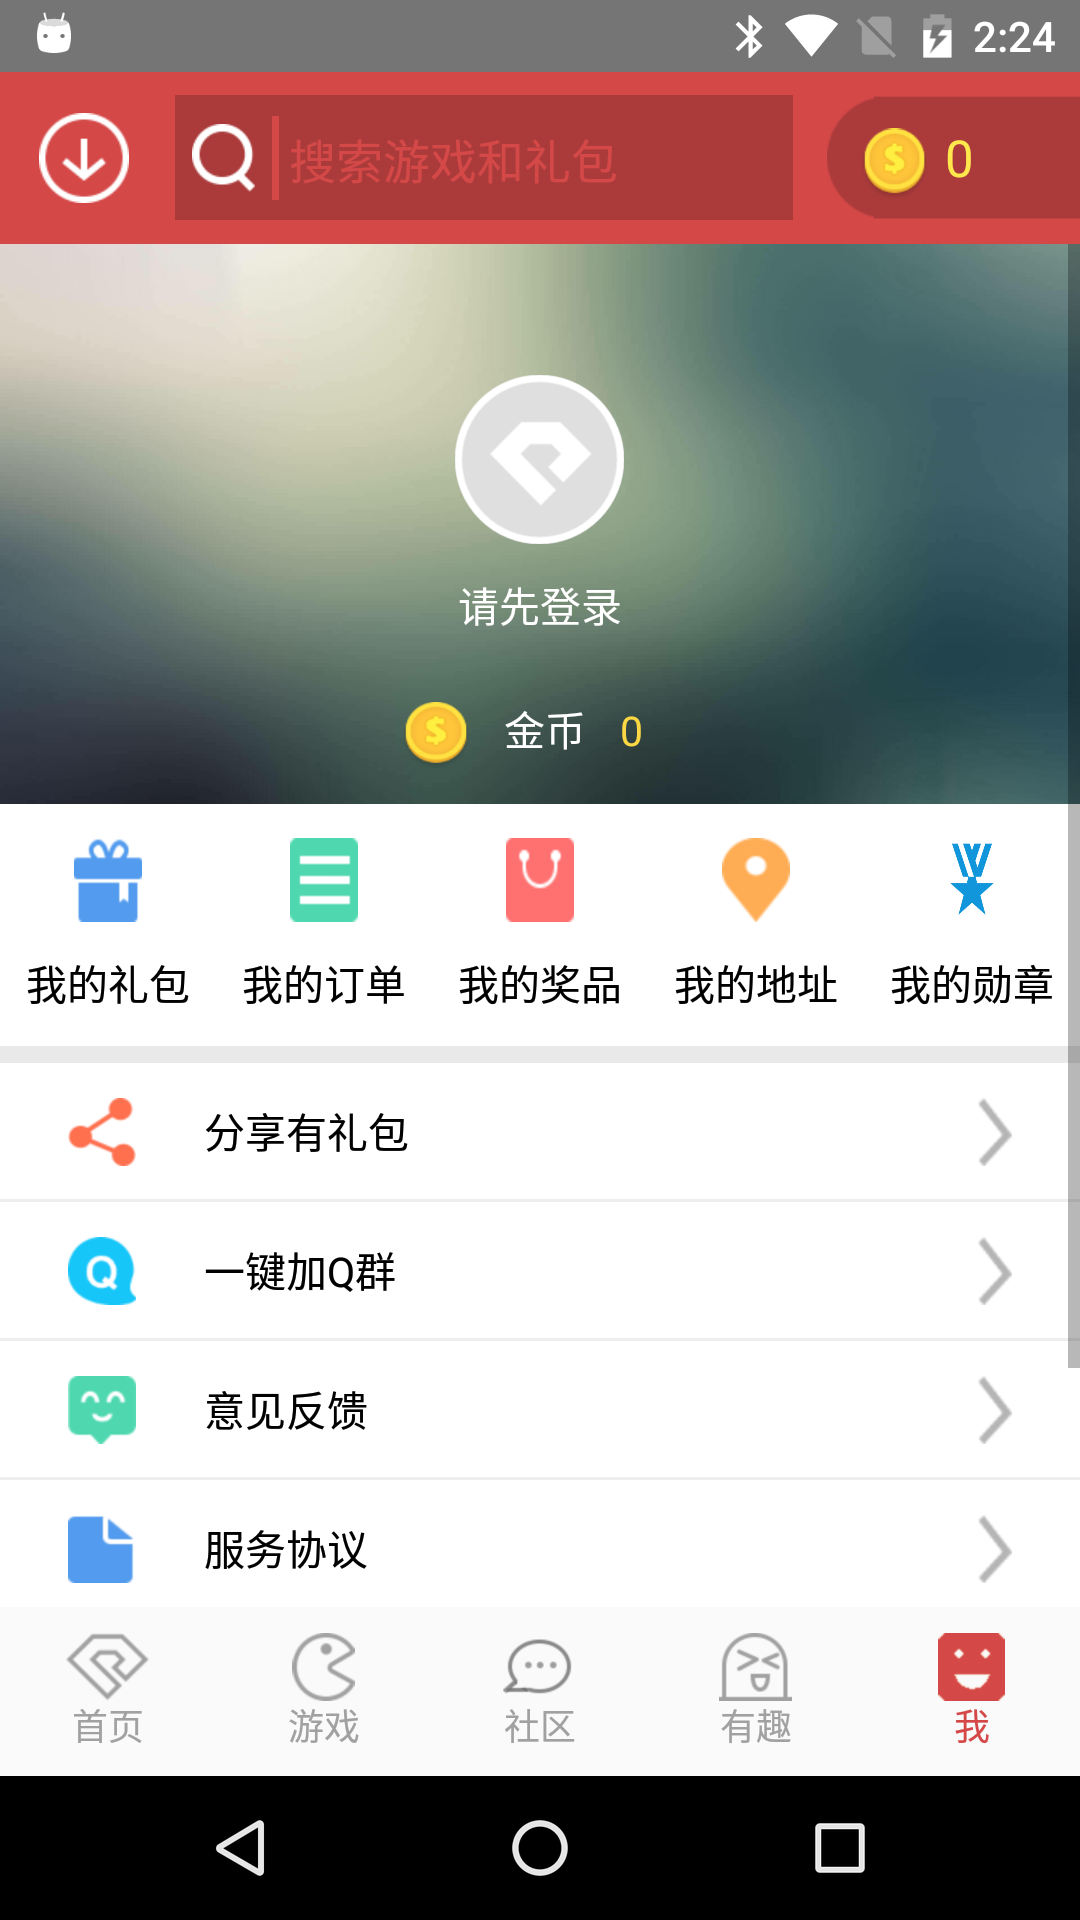 2:24
搜索游戏和礼包
0
请先登录
金币 0
我的礼包 我的订单 我的奖品 我的地址 我的勋章
分享有礼包
一键加Q群
意见反馈
服务协议
首页 游戏 社区 有趣 我